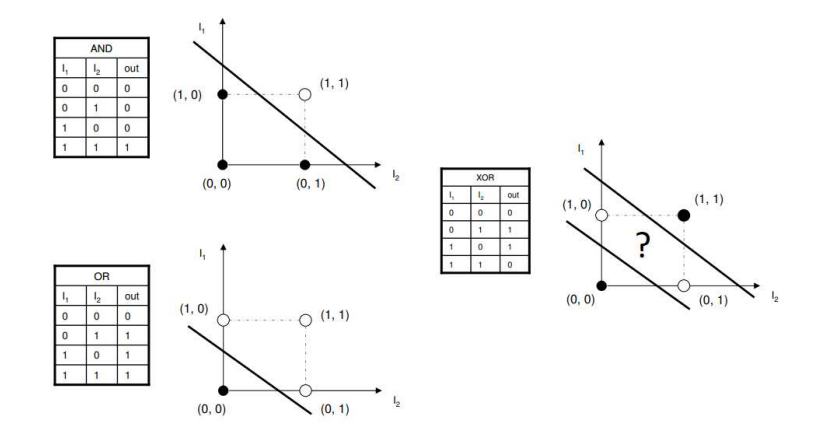 AND
I1 I2 out
0 0 0
0 1 0
1 0 0
1 1 1
I1
(1, 0)
(1, 1)
(0, 0)
(0, 1)
I2
OR
I1 I2 out
0 0 0
0 1 1
1 0 1
1 1 1
I1
(1, 0)
(1, 1)
(0, 0)
(0, 1)
I2
XOR
I1 I2 out
0 0 0
0 1 1
1 0 1
1 1 0
I1
(1, 0)
(1, 1)
?
(0, 0)
(0, 1)
I2